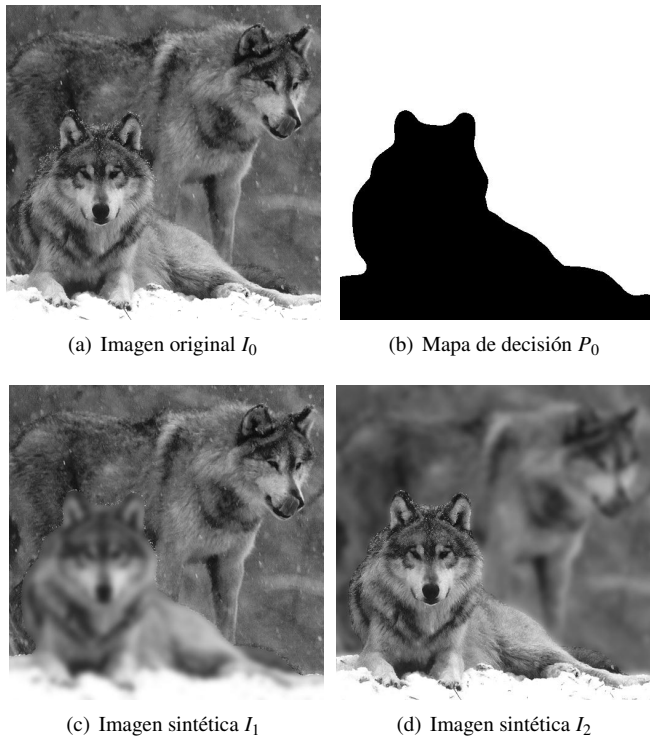 (a) Imagen original I₀
(b) Mapa de decisión P₀
(c) Imagen sintética I₁
(d) Imagen sintética I₂